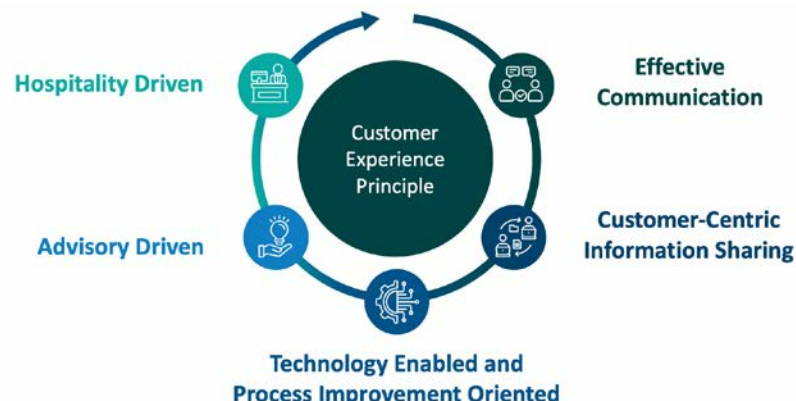 Customer
Experience
Principle
Effective
Communication
Customer-Centric
Information Sharing
Technology Enabled and
Process Improvement Oriented
Advisory Driven
Hospitality Driven